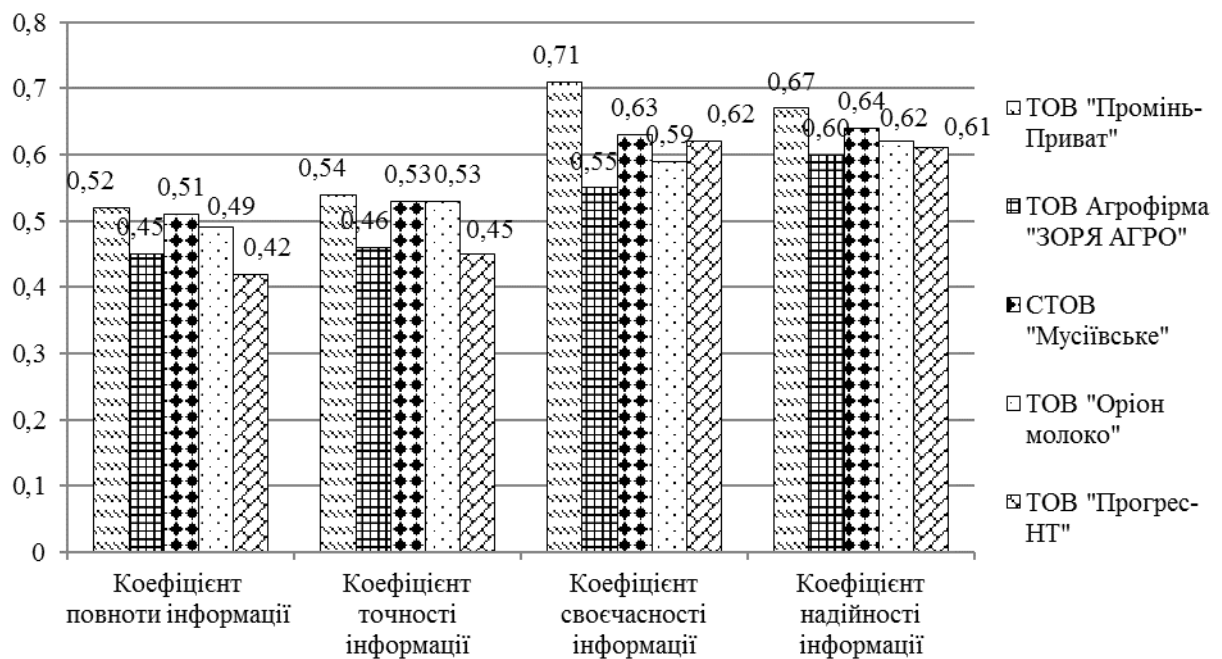 0,8
0,7
0,6
0,5
0,4
0,3
0,2
0,1
0
0,52
0,45
0,51
0,49
0,42
0,54
0,46
0,53
0,53
0,45
0,71
0,55
0,63
0,59
0,62
0,67
0,60
0,64
0,62
0,61
Коефіцієнт
повноти інформації
Коефіцієнт
точності
інформації
Коефіцієнт
своєчасності
інформації
Коефіцієнт
надійності
інформації
ТОВ "Промінь-
Приват"
ТОВ Агрофірма
"ЗОРЯ АГРО"
СТОВ
"Мусіївське"
ТОВ "Оріон
молоко"
ТОВ "Прогрес-
НТ"